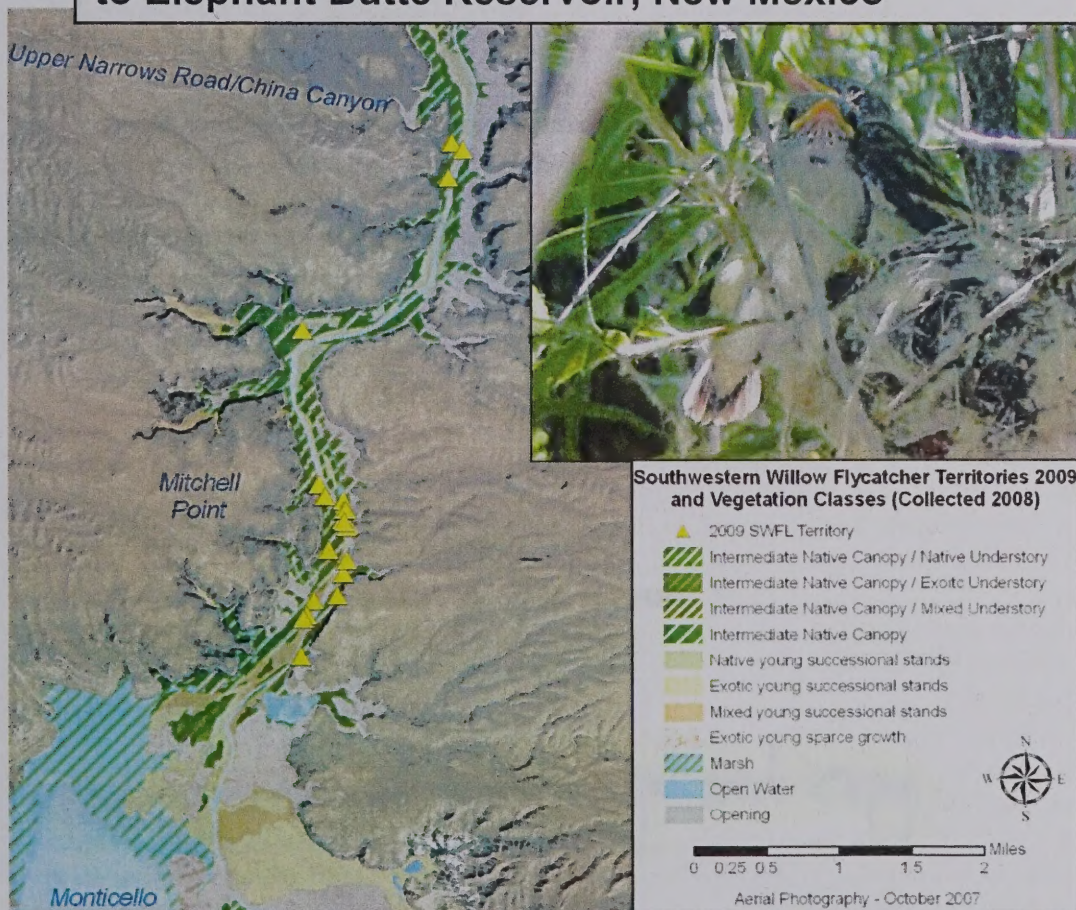 to Elephant Butte Reservoir, New Mexico
Upper Narrows Road/China Canyon
Mitchell
Point
Monticello
Southwestern Willow Flycatcher Territories 2009
and Vegetation Classes (Collected 2008)
2009 SWFL Territory
Intermediate Native Canopy / Native Understory
Intermediate Native Canopy / Exoitc Understory
Intermediate Native Canopy / Mixed Understory
Intermediate Native Canopy
Native young successional stands
Exotic young successional stands
Mixed young successional stands
Exotic young sparce growth
Marsh
Open Water
Opening
N
W E
S
Miles
0 0.25 0.5 1 1.5 2
Aerial Photography - October 2007